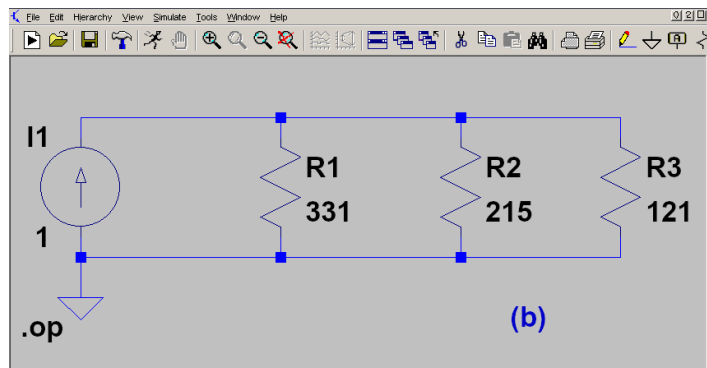 File Edit Hierarchy View Simulate Tools Window Help
I1
R1
R2
R3
331
215
121
1
.op
(b)